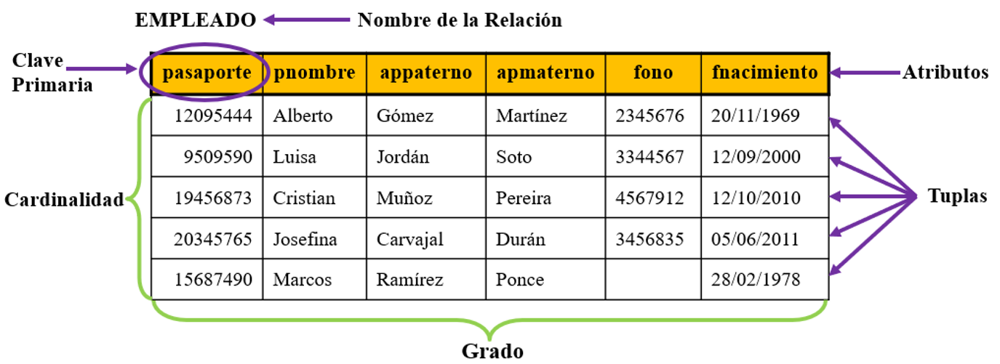 EMPLEADO Nombre de la Relación
Clave
Primaria
pasaporte pnombre appaterno apmaterno fono fnacimiento
Atributos
12095444 Alberto Gómez Martínez 2345676 20/11/1969
9509590 Luisa Jordán Soto 3344567 12/09/2000
Cardinalidad
19456873 Cristian Muñoz Pereira 4567912 12/10/2010
Tuplas
20345765 Josefina Carvajal Durán 3456835 05/06/2011
15687490 Marcos Ramírez Ponce 28/02/1978
Grado